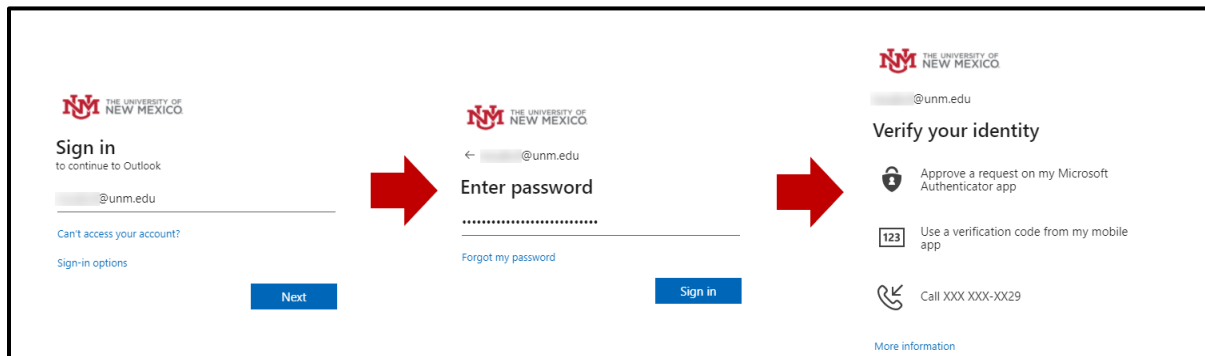 UNM THE UNIVERSITY OF
NEW MEXICO.
Sign in
to continue to Outlook
@unm.edu
Can't access your account?
Sign-in options
Next
UNM THE UNIVERSITY OF
NEW MEXICO.
← @unm.edu
Enter password
Forgot my password
Sign in
UNM THE UNIVERSITY OF
NEW MEXICO.
@unm.edu
Verify your identity
Approve a request on my Microsoft
Authenticator app
123
Use a verification code from my mobile
app
Call XXX XXX-XX29
More information